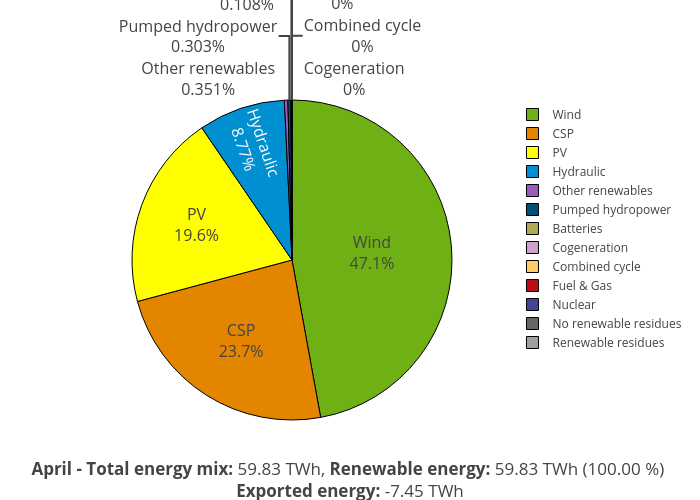 0.108%
0%
Pumped hydropower
0.303%
Combined cycle
0%
Other renewables
0.351%
Cogeneration
0%
Hydraulic
8.77%
PV
19.6%
Wind
47.1%
CSP
23.7%
Wind
CSP
PV
Hydraulic
Other renewables
Pumped hydropower
Batteries
Cogeneration
Combined cycle
Fuel & Gas
Nuclear
No renewable residues
Renewable residues
April - Total energy mix: 59.83 TWh, Renewable energy: 59.83 TWh (100.00 %)
Exported energy: -7.45 TWh